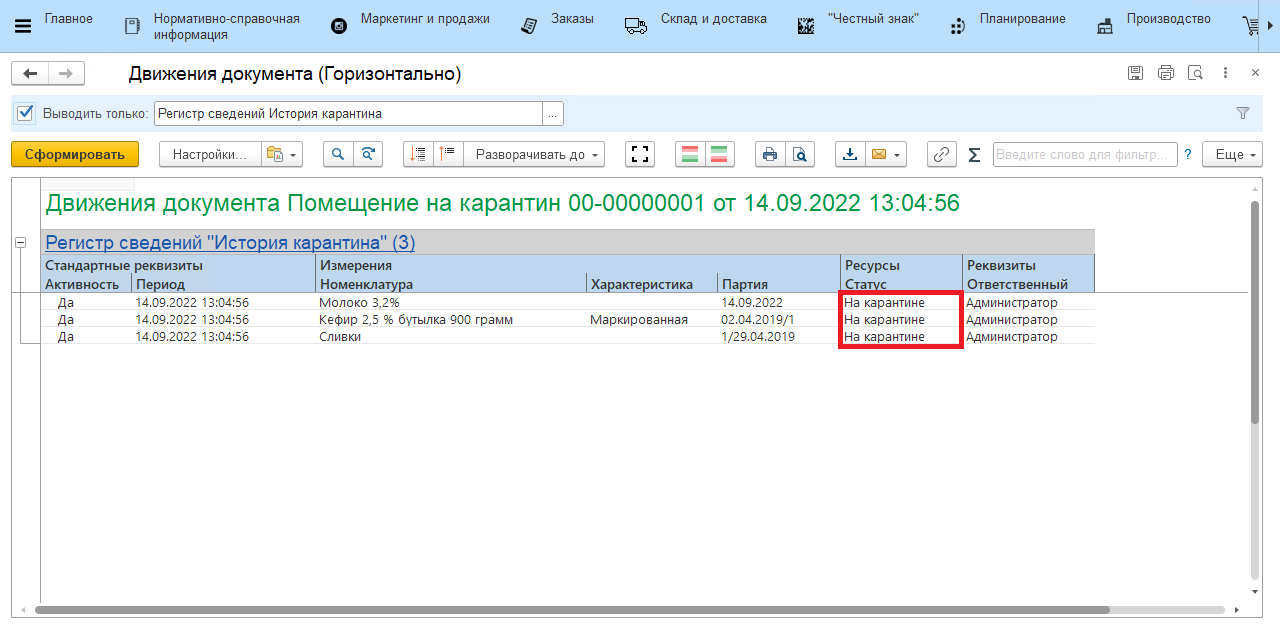 Главное
Нормативно-справочная
информация
Маркетинг и продажи
Заказы
Склад и доставка
"Честный знак"
Планирование
Производство
Движения документа (Горизонтально)
Выводить только: Регистр сведений История карантина ...
Сформировать Настройки... Разворачивать до Σ Введите слово для фильтр... ? Еще
Движения документа Помещение на карантин 00-00000001 от 14.09.2022 13:04:56
Регистр сведений "История карантина" (3)
Стандартные реквизиты Измерения Ресурсы Реквизиты
Активность Период Номенклатура Характеристика Партия Статус Ответственный
Да 14.09.2022 13:04:56 Молоко 3,2% 14.09.2022 На карантине Администратор
Да 14.09.2022 13:04:56 Кефир 2,5 % бутылка 900 грамм Маркированная 02.04.2019/1 На карантине Администратор
Да 14.09.2022 13:04:56 Сливки 1/29.04.2019 На карантине Администратор